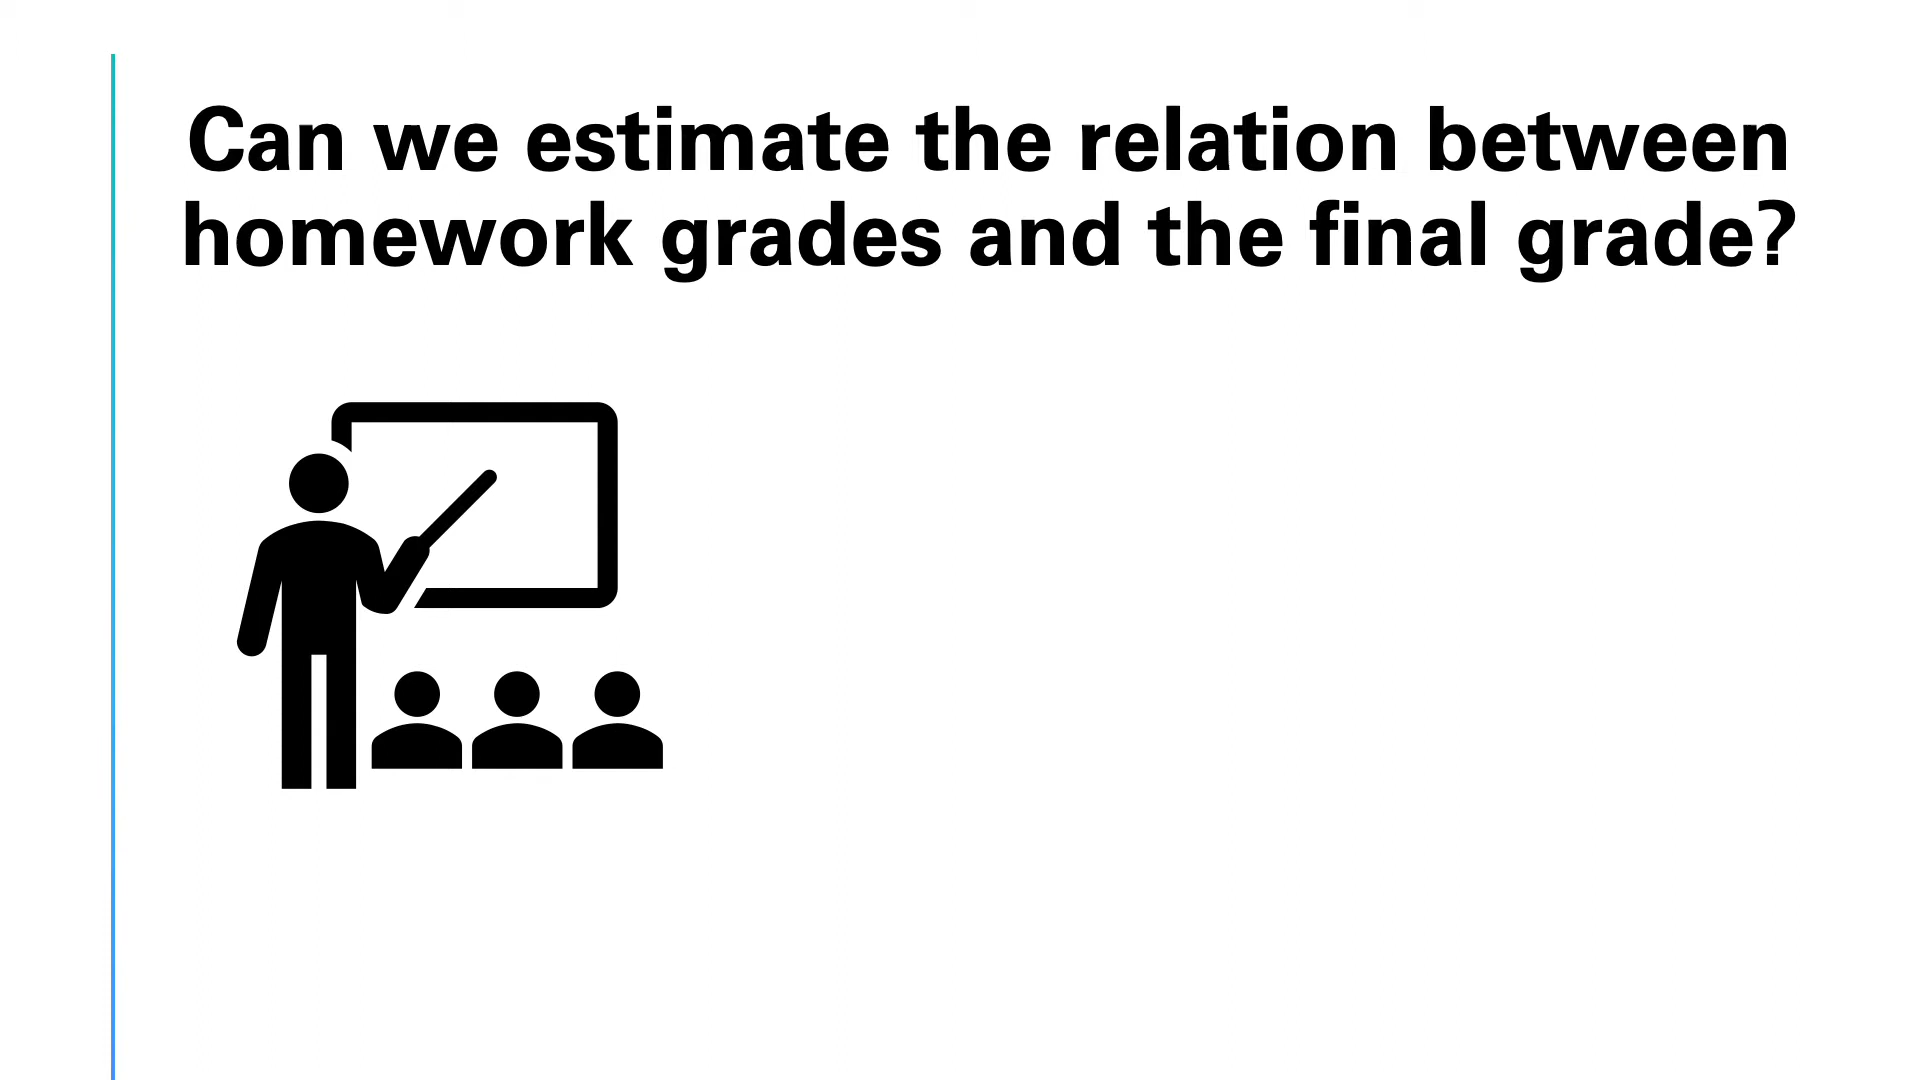 Can we estimate the relation between
homework grades and the final grade?